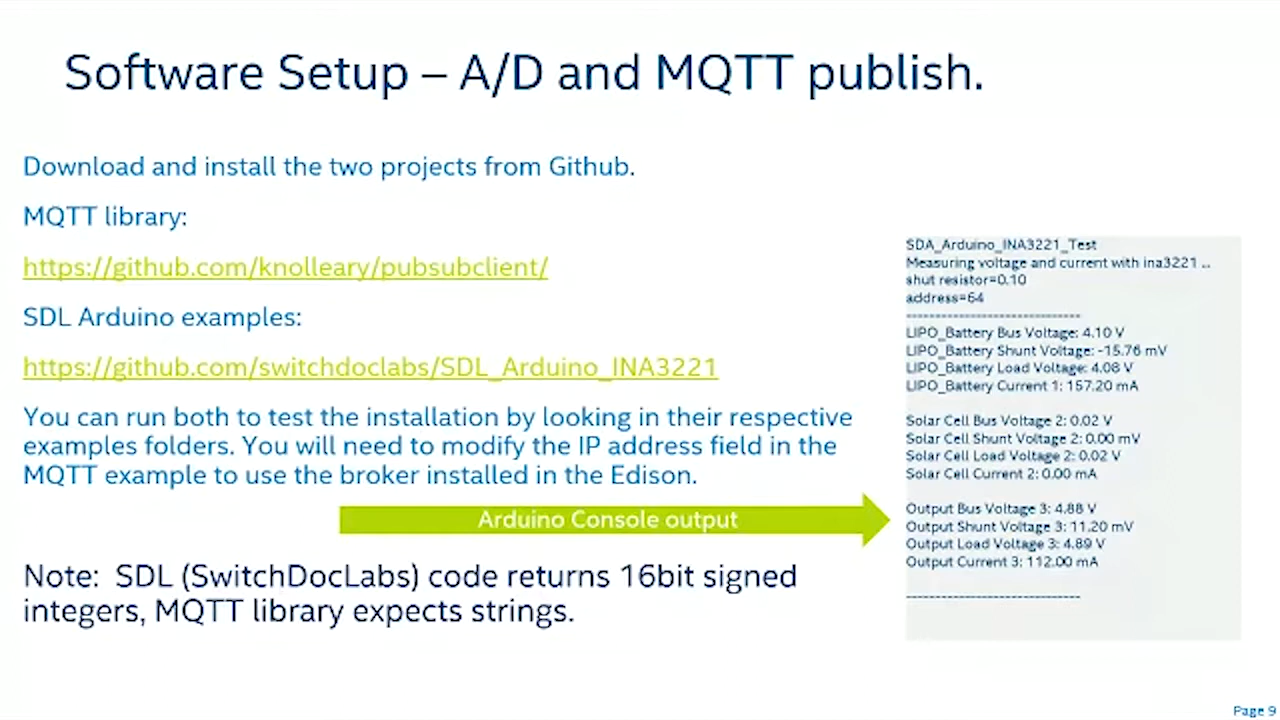 Software Setup – A/D and MQTT publish.
Download and install the two projects from Github.
MQTT library:
https://github.com/knolleary/pubsubclient/
SDL Arduino examples:
https://github.com/switchdoclabs/SDL_Arduino_INA3221
You can run both to test the installation by looking in their respective
examples folders. You will need to modify the IP address field in the
MQTT example to use the broker installed in the Edison.
Arduino Console output
Note:  SDL (SwitchDocLabs) code returns 16bit signed
integers, MQTT library expects strings.
SDA_Arduino_INA3221_Test
Measuring voltage and current with ina3221 ..
shut resistor=0.10
address=64
------------------------------
LIPO_Battery Bus Voltage: 4.10 V
LIPO_Battery Shunt Voltage: -15.76 mV
LIPO_Battery Load Voltage: 4.08 V
LIPO_Battery Current 1: 157.20 mA
Solar Cell Bus Voltage 2: 0.02 V
Solar Cell Shunt Voltage 2: 0.00 mV
Solar Cell Load Voltage 2: 0.02 V
Solar Cell Current 2: 0.00 mA
Output Bus Voltage 3: 4.88 V
Output Shunt Voltage 3: 11.20 mV
Output Load Voltage 3: 4.89 V
Output Current 3: 112.00 mA
------------------------------
Page 9